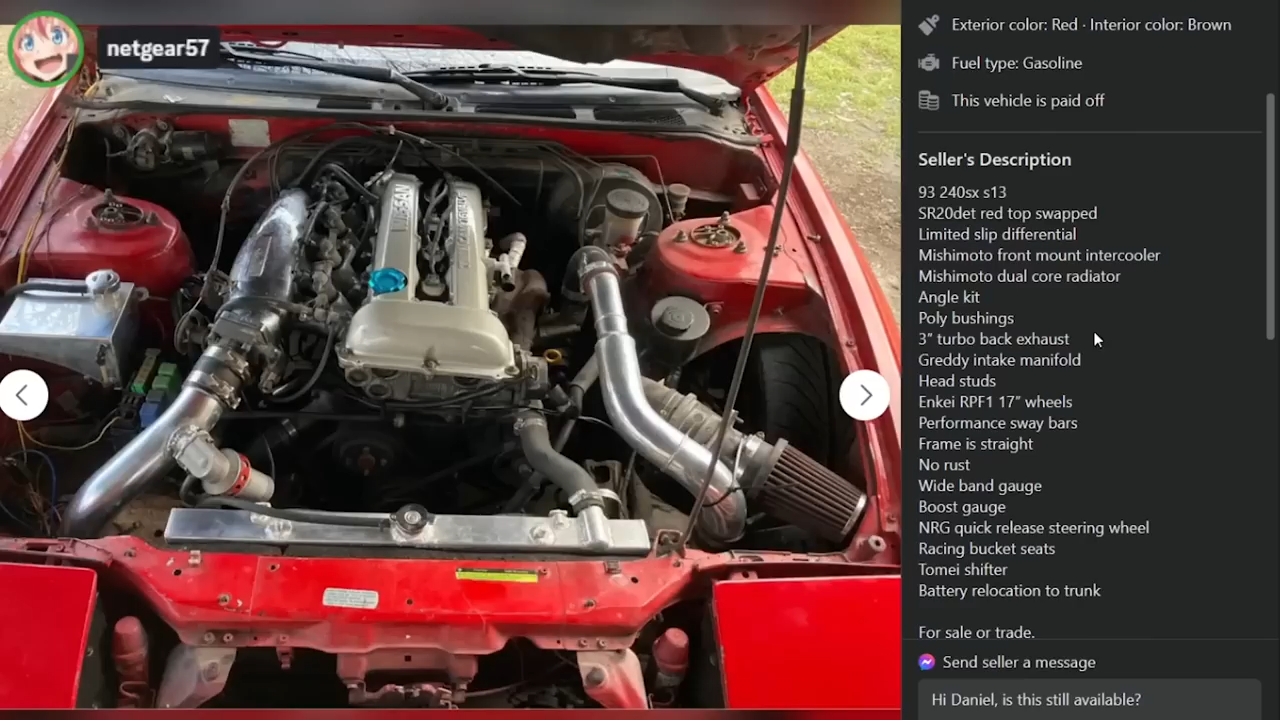 netgear57
NISSAN
Exterior color: Red · Interior color: Brown
Fuel type: Gasoline
This vehicle is paid off
Seller's Description
93 240sx s13
SR20det red top swapped
Limited slip differential
Mishimoto front mount intercooler
Mishimoto dual core radiator
Angle kit
Poly bushings
3” turbo back exhaust
Greddy intake manifold
Head studs
Enkei RPF1 17” wheels
Performance sway bars
Frame is straight
No rust
Wide band gauge
Boost gauge
NRG quick release steering wheel
Racing bucket seats
Tomei shifter
Battery relocation to trunk
For sale or trade.
Send seller a message
Hi Daniel, is this still available?